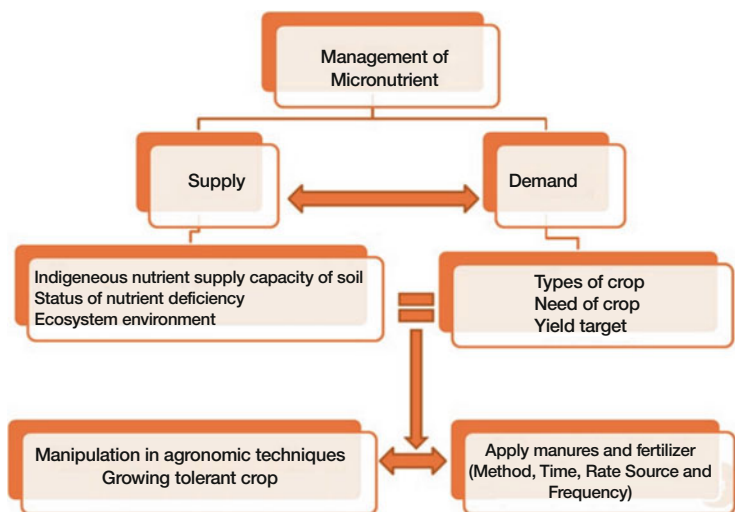 Management of
Micronutrient
Supply
Demand
Indigeneous nutrient supply capacity of soil
Status of nutrient deficiency
Ecosystem environment
Types of crop
Need of crop
Yield target
Manipulation in agronomic techniques
Growing tolerant crop
Apply manures and fertilizer
(Method, Time, Rate Source and
Frequency)